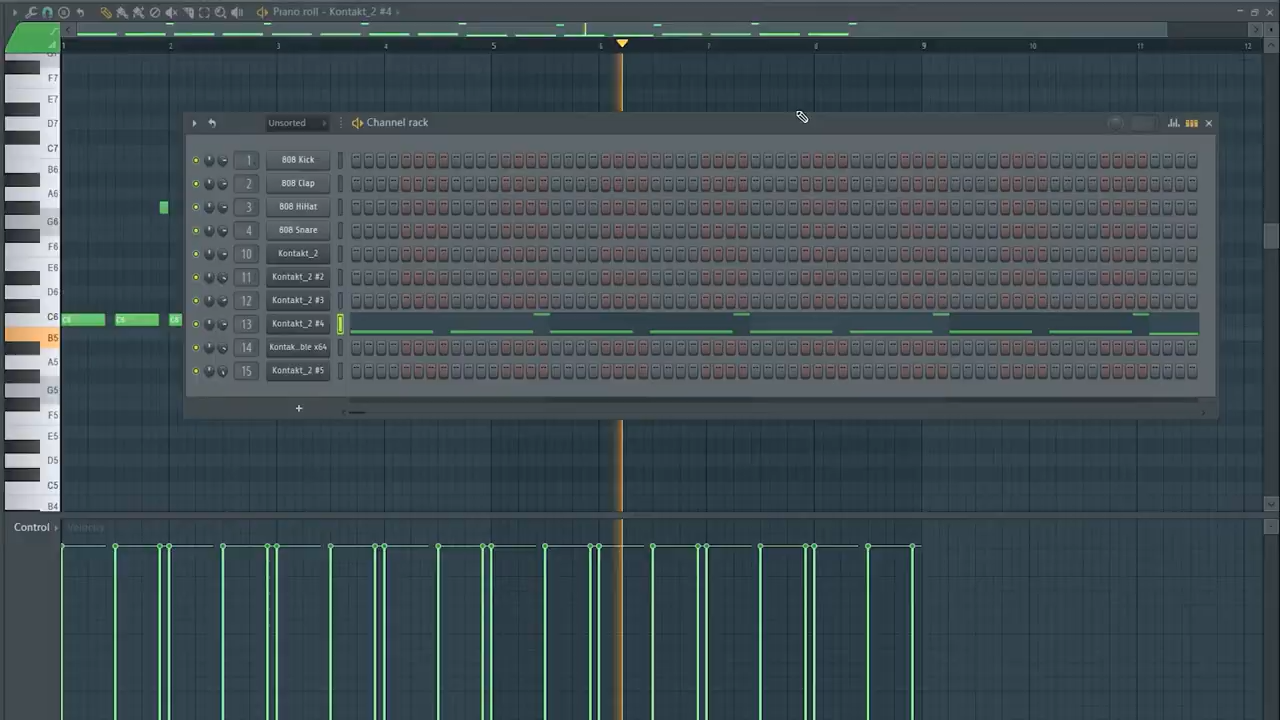 Piano roll - Kontakt_2 #4
1 2 3 4 5 6 7 8 9 10 11 12
F7
E7
D7
C7
B6
A6
G6
F6
E6
D6
C6
B5
A5
G5
F5
E5
D5
C5
B4
C6 C6 C6
Unsorted
Channel rack
1 808 Kick
2 808 Clap
3 808 HiHat
4 808 Snare
10 Kontakt_2
11 Kontakt_2 #2
12 Kontakt_2 #3
13 Kontakt_2 #4
14 Kontak..ble x64
15 Kontakt_2 #5
+
Control Velocity